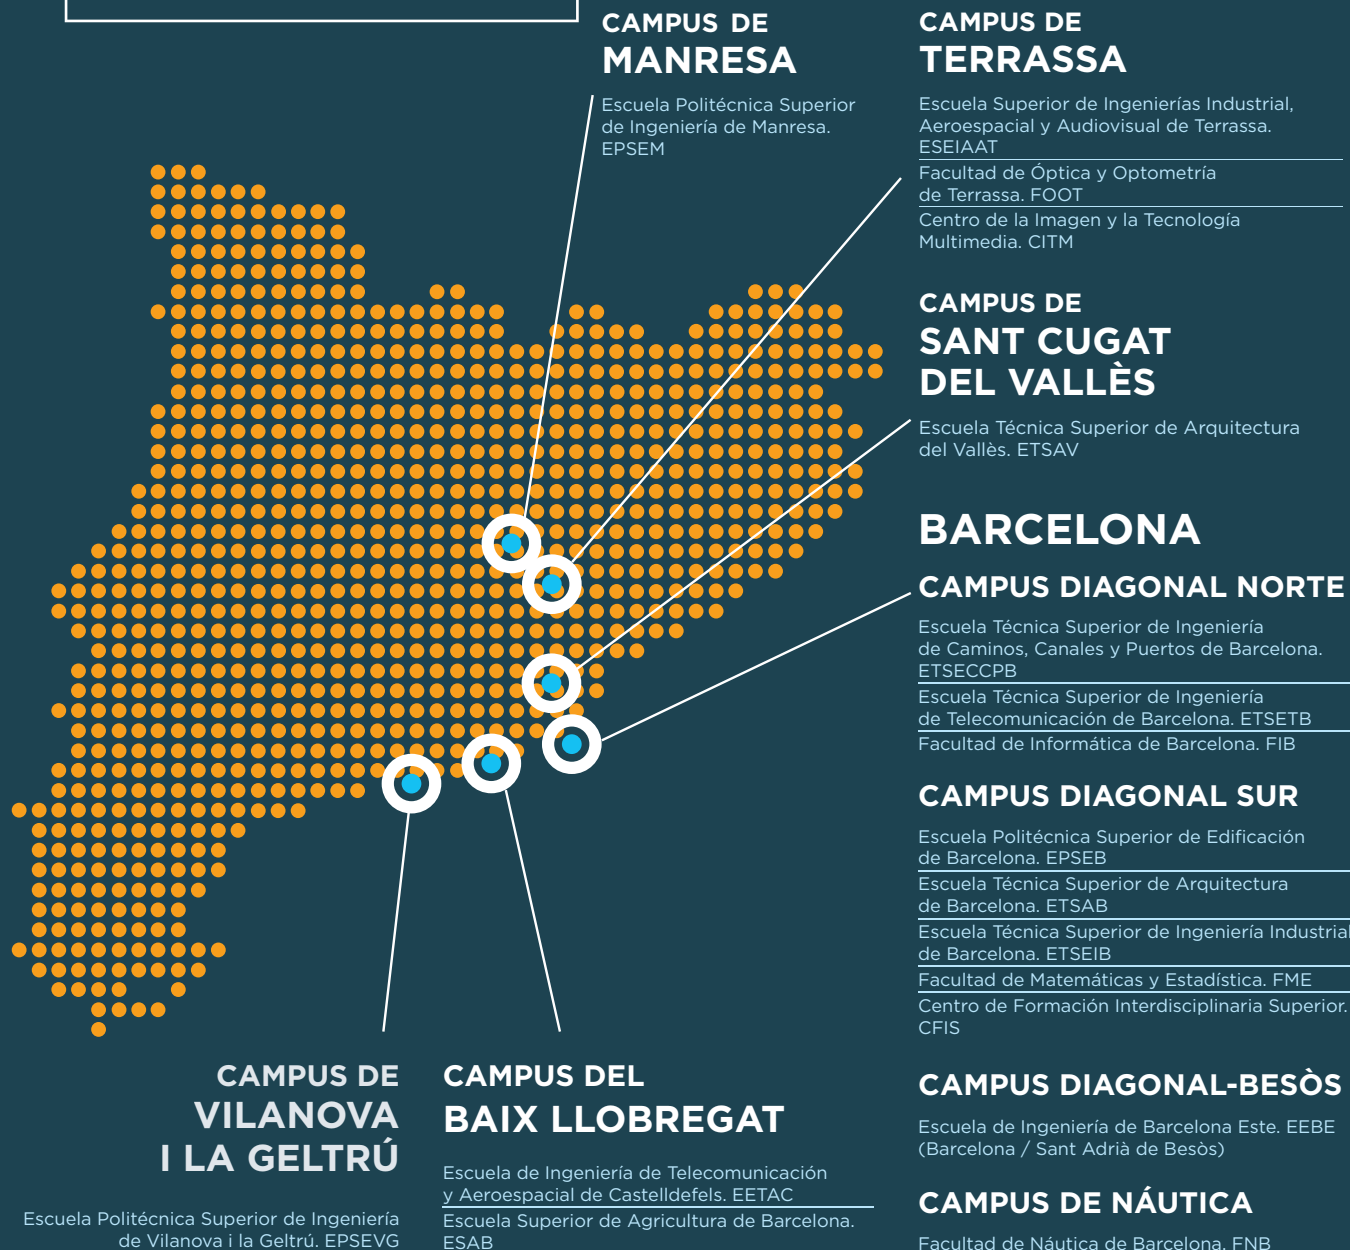 CAMPUS DE
MANRESA
Escuela Politécnica Superior
de Ingeniería de Manresa.
EPSEM
CAMPUS DE
TERRASSA
Escuela Superior de Ingenierías Industrial,
Aeroespacial y Audiovisual de Terrassa.
ESEIAAT
Facultad de Óptica y Optometría
de Terrassa. FOOT
Centro de la Imagen y la Tecnología
Multimedia. CITM
CAMPUS DE
SANT CUGAT
DEL VALLÈS
Escuela Técnica Superior de Arquitectura
del Vallès. ETSAV
BARCELONA
CAMPUS DIAGONAL NORTE
Escuela Técnica Superior de Ingeniería
de Caminos, Canales y Puertos de Barcelona.
ETSECCPB
Escuela Técnica Superior de Ingeniería
de Telecomunicación de Barcelona. ETSETB
Facultad de Informática de Barcelona. FIB
CAMPUS DIAGONAL SUR
Escuela Politécnica Superior de Edificación
de Barcelona. EPSEB
Escuela Técnica Superior de Arquitectura
de Barcelona. ETSAB
Escuela Técnica Superior de Ingeniería Industrial
de Barcelona. ETSEIB
Facultad de Matemáticas y Estadística. FME
Centro de Formación Interdisciplinaria Superior.
CFIS
CAMPUS DIAGONAL-BESÒS
Escuela de Ingeniería de Barcelona Este. EEBE
(Barcelona / Sant Adrià de Besòs)
CAMPUS DE NÁUTICA
Facultad de Náutica de Barcelona. FNB
CAMPUS DE
VILANOVA
I LA GELTRÚ
Escuela Politécnica Superior de Ingeniería
de Vilanova i la Geltrú. EPSEVG
CAMPUS DEL
BAIX LLOBREGAT
Escuela de Ingeniería de Telecomunicación
y Aeroespacial de Castelldefels. EETAC
Escuela Superior de Agricultura de Barcelona.
ESAB